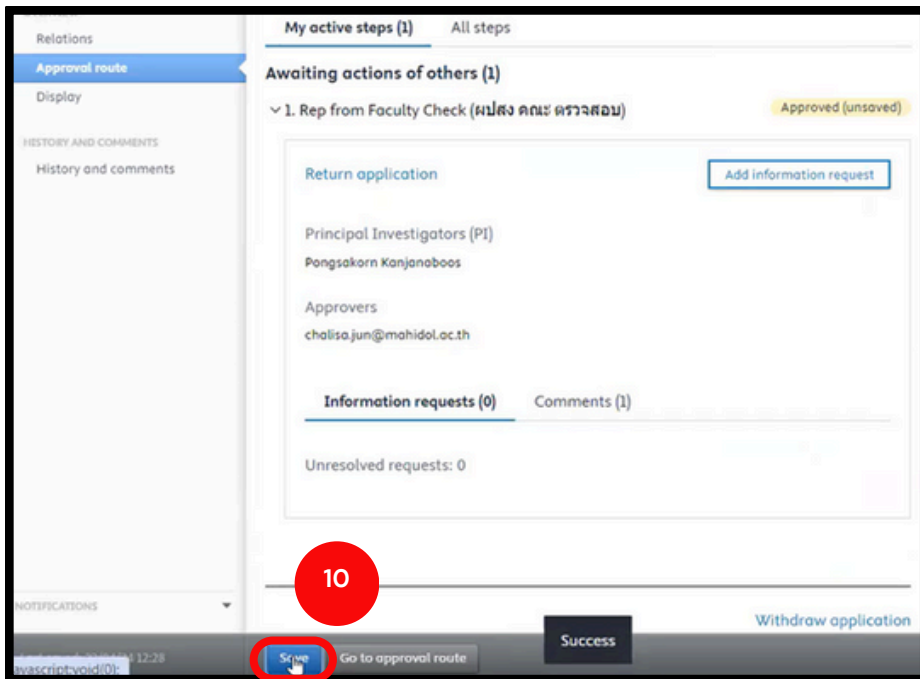 Relations
Approval route
Display
HISTORY AND COMMENTS
History and comments
My active steps (1) All steps
Awaiting actions of others (1)
1. Rep from Faculty Check (ผปสง คณะ ตรวจสอบ) Approved (unsaved)
Return application Add information request
Principal Investigators (PI)
Pongsakorn Kanjanaboos
Approvers
chalisa.jun@mahidol.ac.th
Information requests (0) Comments (1)
Unresolved requests: 0
10
NOTIFICATIONS
Withdraw application
Success
12:28
Save Go to approval route
avascript:void(0);